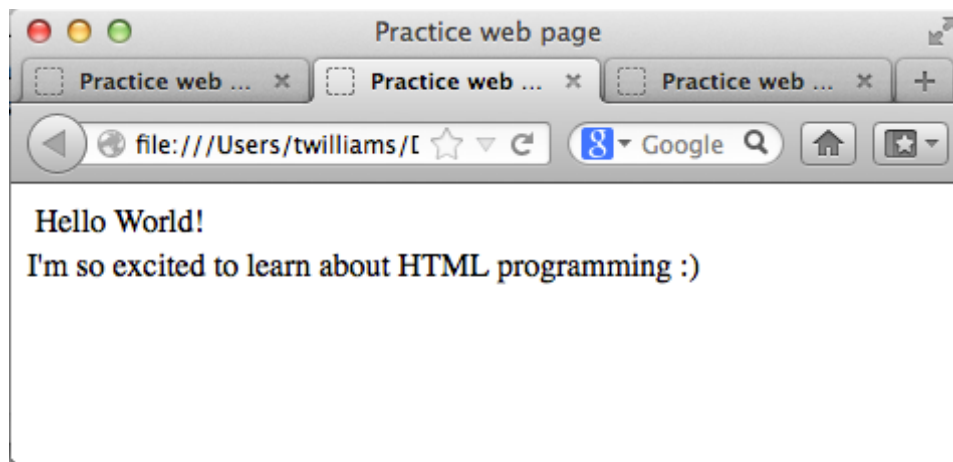 Practice web page
Practice web ... Practice web ... Practice web ...
file:///Users/twilliams/D Google
Hello World!
I'm so excited to learn about HTML programming :)